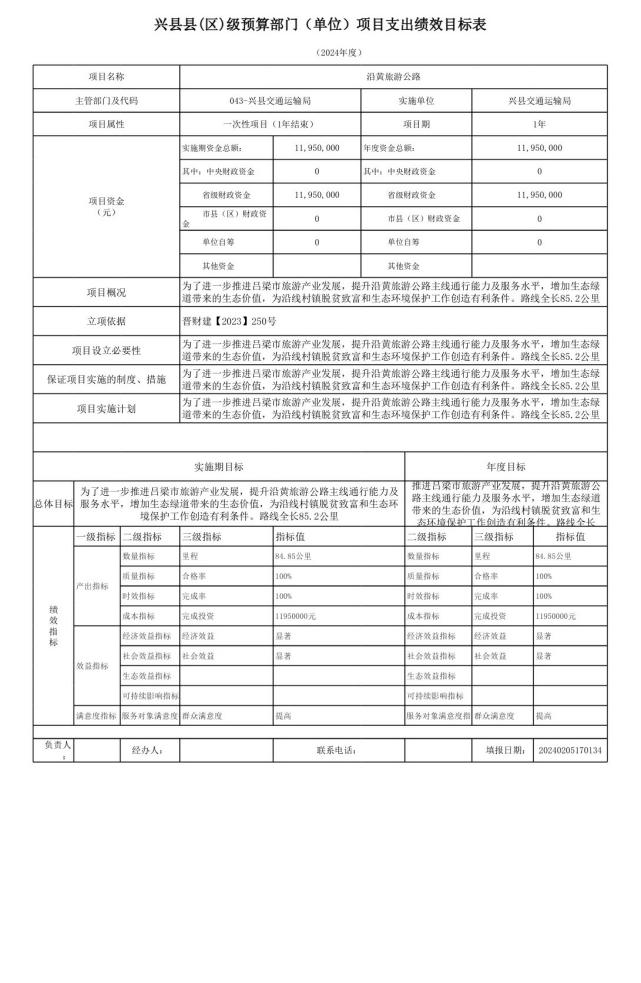 兴县县(区)级预算部门（单位）项目支出绩效目标表
（2024年度）
项目名称 沿黄旅游公路
主管部门及代码 043-兴县交通运输局 实施单位 兴县交通运输局
项目属性 一次性项目（1年结束） 项目期 1年
项目资金
（元）
实施期资金总额: 11,950,000 年度资金总额: 11,950,000
其中:中央财政资金 0 其中:中央财政资金 0
省级财政资金 11,950,000 省级财政资金 11,950,000
市县（区）财政资
金 0 市县（区）财政资金 0
单位自筹 0 单位自筹 0
其他资金 其他资金
项目概况
为了进一步推进吕梁市旅游产业发展，提升沿黄旅游公路主线通行能力及服务水平，增加生态绿
道带来的生态价值，为沿线村镇脱贫致富和生态环境保护工作创造有利条件。路线全长85.2公里
立项依据 晋财建【2023】250号
项目设立必要性
为了进一步推进吕梁市旅游产业发展，提升沿黄旅游公路主线通行能力及服务水平，增加生态绿
道带来的生态价值，为沿线村镇脱贫致富和生态环境保护工作创造有利条件。路线全长85.2公里
保证项目实施的制度、措施
为了进一步推进吕梁市旅游产业发展，提升沿黄旅游公路主线通行能力及服务水平，增加生态绿
道带来的生态价值，为沿线村镇脱贫致富和生态环境保护工作创造有利条件。路线全长85.2公里
项目实施计划
为了进一步推进吕梁市旅游产业发展，提升沿黄旅游公路主线通行能力及服务水平，增加生态绿
道带来的生态价值，为沿线村镇脱贫致富和生态环境保护工作创造有利条件。路线全长85.2公里
实施期目标 年度目标
总体目标
为了进一步推进吕梁市旅游产业发展，提升沿黄旅游公路主线通行能力及
服务水平，增加生态绿道带来的生态价值，为沿线村镇脱贫致富和生态环
境保护工作创造有利条件。路线全长85.2公里
推进吕梁市旅游产业发展，提升沿黄旅游公
路主线通行能力及服务水平，增加生态绿道
带来的生态价值，为沿线村镇脱贫致富和生
态环境保护工作创造有利条件。路线全长
绩效指标
一级指标 二级指标 三级指标 指标值 二级指标 三级指标 指标值
产出指标
数量指标 里程 84.85公里 数量指标 里程 84.85公里
质量指标 合格率 100% 质量指标 合格率 100%
时效指标 完成率 100% 时效指标 完成率 100%
成本指标 完成投资 11950000元 成本指标 完成投资 11950000元
效益指标
经济效益指标 经济效益 显著 经济效益指标 经济效益 显著
社会效益指标 社会效益 显著 社会效益指标 社会效益 显著
生态效益指标 生态效益指标
可持续影响指标 可持续影响指标
满意度指标 服务对象满意度 群众满意度 提高 服务对象满意度指 群众满意度 提高
负责人
： 经办人： 联系电话： 填报日期： 20240205170134